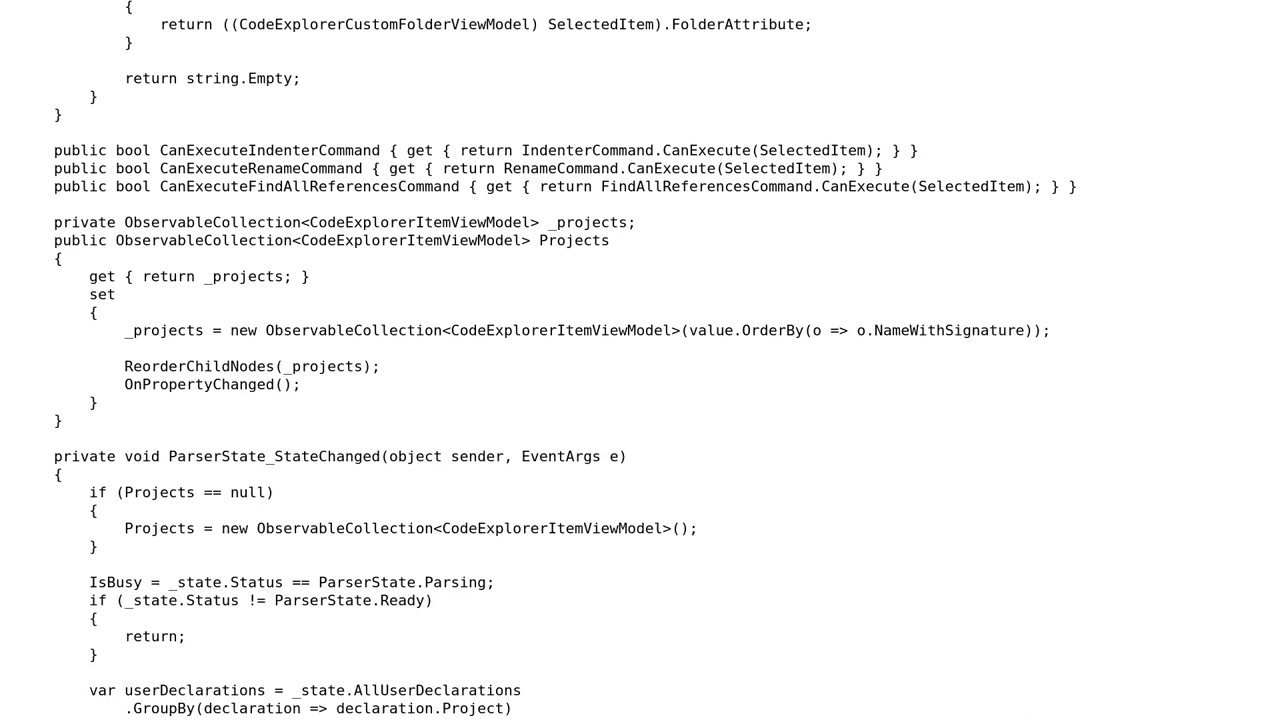 {
return ((CodeExplorerCustomFolderViewModel) SelectedItem).FolderAttribute;
}
return string.Empty;
}
}
public bool CanExecuteIndenterCommand { get { return IndenterCommand.CanExecute(SelectedItem); } }
public bool CanExecuteRenameCommand { get { return RenameCommand.CanExecute(SelectedItem); } }
public bool CanExecuteFindAllReferencesCommand { get { return FindAllReferencesCommand.CanExecute(SelectedItem); } }
private ObservableCollection<CodeExplorerItemViewModel> _projects;
public ObservableCollection<CodeExplorerItemViewModel> Projects
{
get { return _projects; }
set
{
_projects = new ObservableCollection<CodeExplorerItemViewModel>(value.OrderBy(o => o.NameWithSignature));
ReorderChildNodes(_projects);
OnPropertyChanged();
}
}
private void ParserState_StateChanged(object sender, EventArgs e)
{
if (Projects == null)
{
Projects = new ObservableCollection<CodeExplorerItemViewModel>();
}
IsBusy = _state.Status == ParserState.Parsing;
if (_state.Status != ParserState.Ready)
{
return;
}
var userDeclarations = _state.AllUserDeclarations
.GroupBy(declaration => declaration.Project)